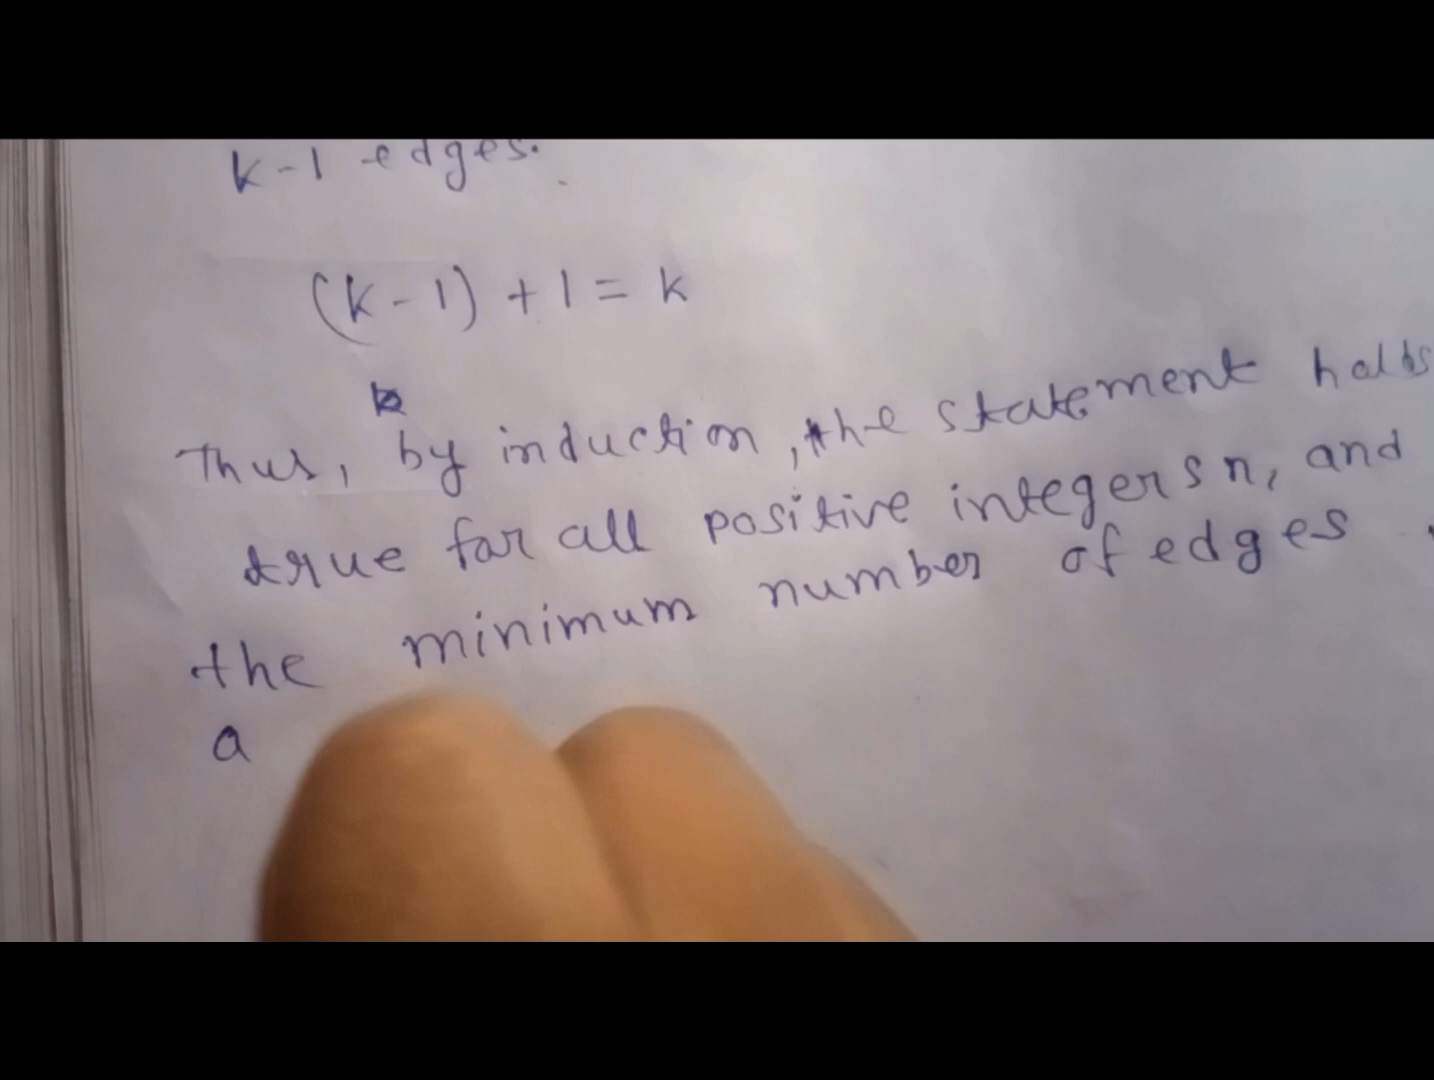 k-1 edges.
(k-1) + 1 = k
Thus, by induction, the statement holds
true for all positive integers n, and
the minimum number of edges
a